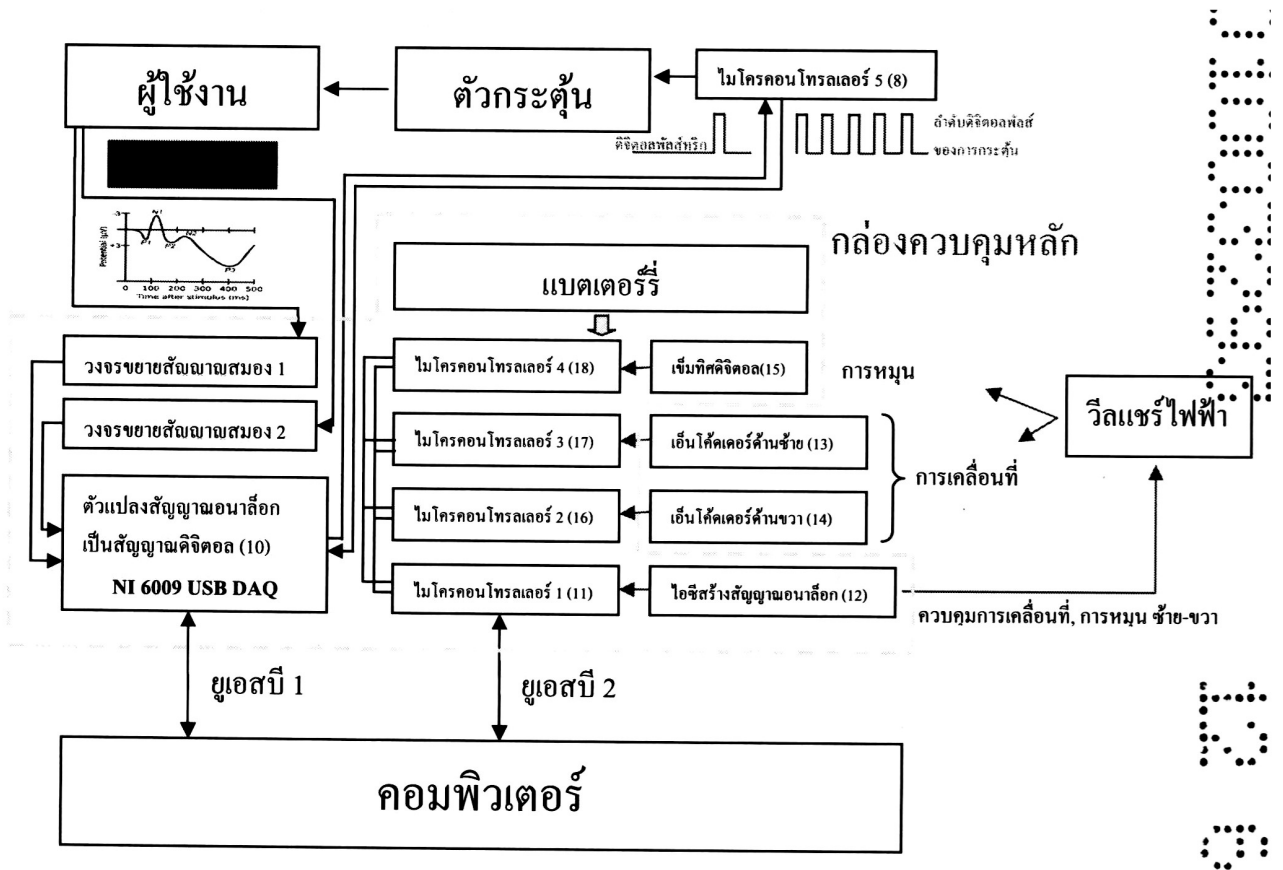 ผู้ใช้งาน
ตัวกระตุ้น
ไมโครคอนโทรลเลอร์ 5 (8)
ดิจิตอลพัลส์ทริก
ลำดับดิจิตอลพัลส์
ของการกระตุ้น
Potential (µV)
-3
+3
N1
P1
P2
N2
P3
0 100 200 300 400 500
Time after stimulus (ms)
กล่องควบคุมหลัก
แบตเตอร์รี่
วงจรขยายสัญญาณสมอง 1
ไมโครคอนโทรลเลอร์ 4 (18)
เข็มทิศดิจิตอล(15)
การหมุน
วงจรขยายสัญญาณสมอง 2
ไมโครคอนโทรลเลอร์ 3 (17)
เอ็นโค้ดเดอร์ด้านซ้าย (13)
วีลแชร์ไฟฟ้า
การเคลื่อนที่
ตัวแปลงสัญญาณอนาล็อก
เป็นสัญญาณดิจิตอล (10)
NI 6009 USB DAQ
ไมโครคอนโทรลเลอร์ 2 (16)
เอ็นโค้ดเดอร์ด้านขวา (14)
ไมโครคอนโทรลเลอร์ 1 (11)
ไอซีสร้างสัญญาณอนาล็อก (12)
ควบคุมการเคลื่อนที่, การหมุน ซ้าย-ขวา
ยูเอสบี 1
ยูเอสบี 2
คอมพิวเตอร์